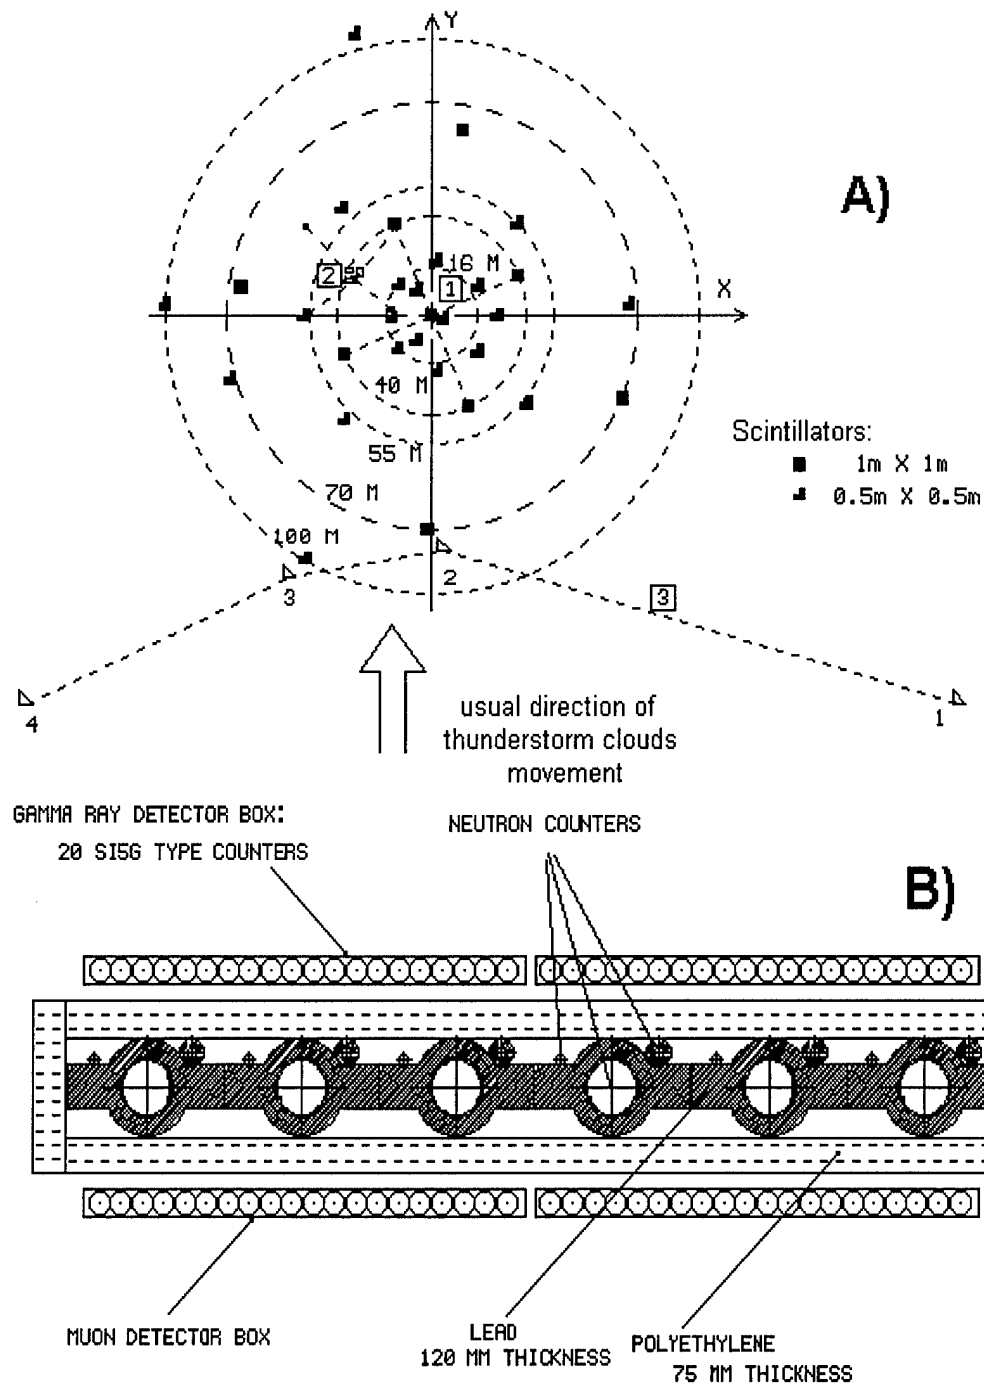 Y
A)
16 M
2
1
X
40 M
55 M
Scintillators:
1m X 1m
0.5m X 0.5m
70 M
100 M
2
3
3
4
1
usual direction of
thunderstorm clouds
movement
GAMMA RAY DETECTOR BOX:
20 SI5G TYPE COUNTERS
NEUTRON COUNTERS
B)
MUON DETECTOR BOX
LEAD
120 MM THICKNESS
POLYETHYLENE
75 MM THICKNESS